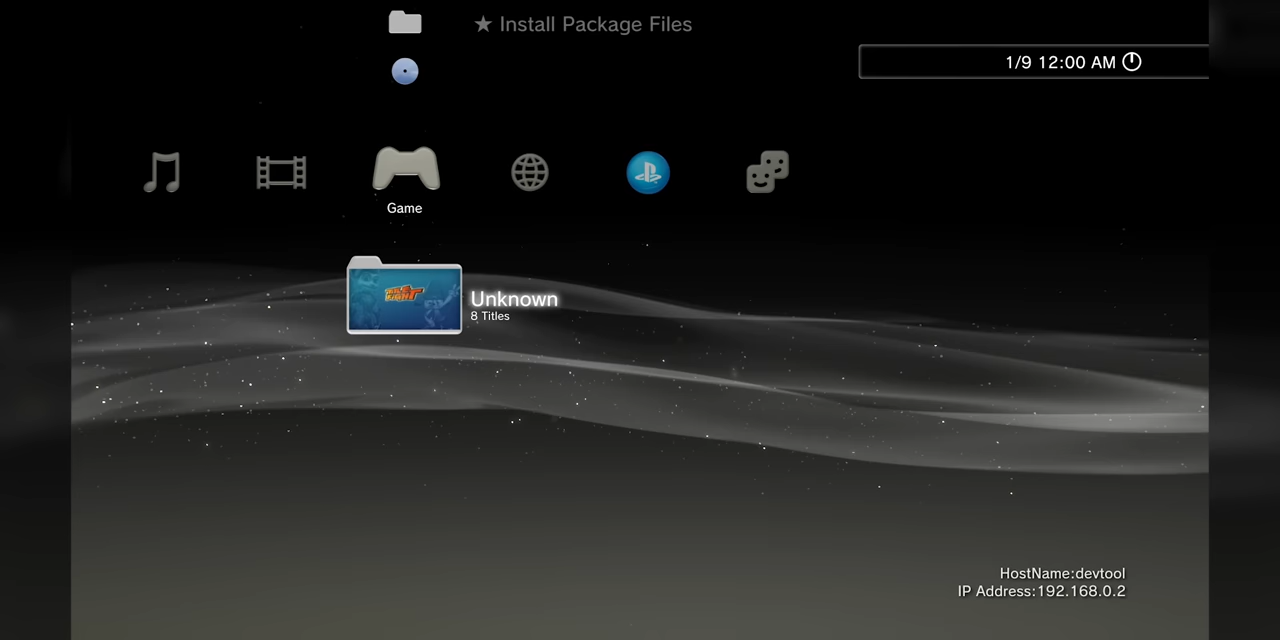 ★ Install Package Files
1/9 12:00 AM
Game
Unknown
8 Titles
HostName:devtool
IP Address:192.168.0.2